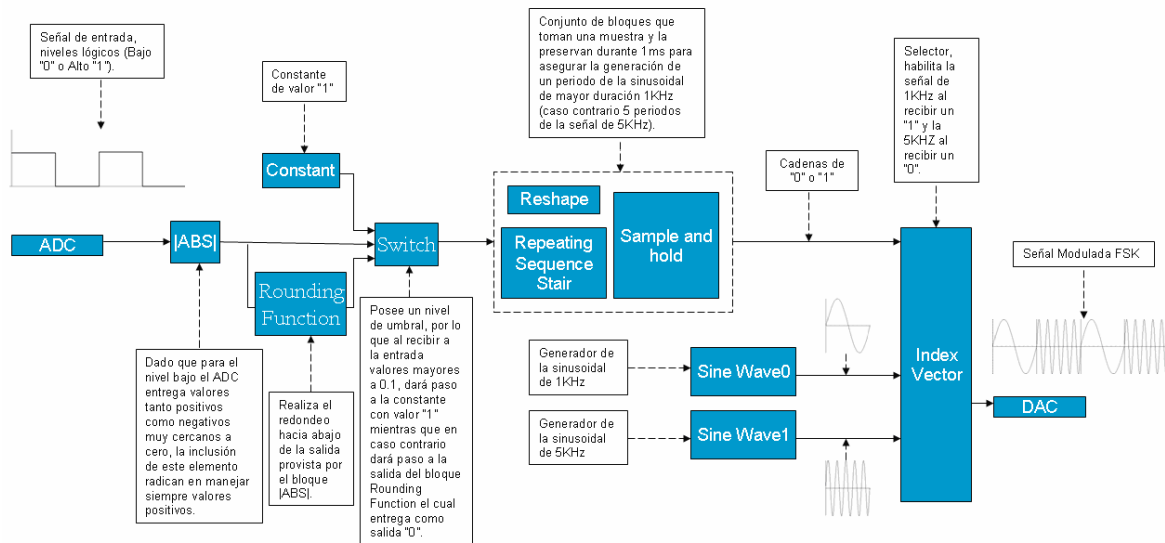 Señal de entrada,
niveles lógicos (Bajo
"0" o Alto "1").
Constante
de valor "1"
Conjunto de bloques que
toman una muestra y la
preservan durante 1ms para
asegurar la generación de
un periodo de la sinusoidal
de mayor duración 1KHz
(caso contrario 5 periodos
de la señal de 5KHz).
Selector,
habilita la
señal de
1KHz al
recibir un
"1" y la
5KHZ al
recibir un
"0".
Constant
Cadenas de
"0" o "1"
Reshape
Repeating
Sequence
Stair
Sample and
hold
ADC
|ABS|
Switch
Rounding
Function
Señal Modulada FSK
Dado que para el
nivel bajo el ADC
entrega valores
tanto positivos
como negativos
muy cercanos a
cero, la inclusión
de este elemento
radican en manejar
siempre valores
positivos.
Realiza el
redondeo
hacia abajo
de la salida
provista por
el bloque
|ABS|.
Posee un nivel
de umbral, por lo
que al recibir a
la entrada
valores mayores
a 0.1, dará paso
a la constante
con valor "1"
mientras que en
caso contrario
dará paso a la
salida del bloque
Rounding
Function el cual
entrega como
salida "0".
Generador de
la sinusoidal
de 1KHz
Sine Wave0
Generador de
la sinusoidal
de 5KHz
Sine Wave1
Index
Vector
DAC